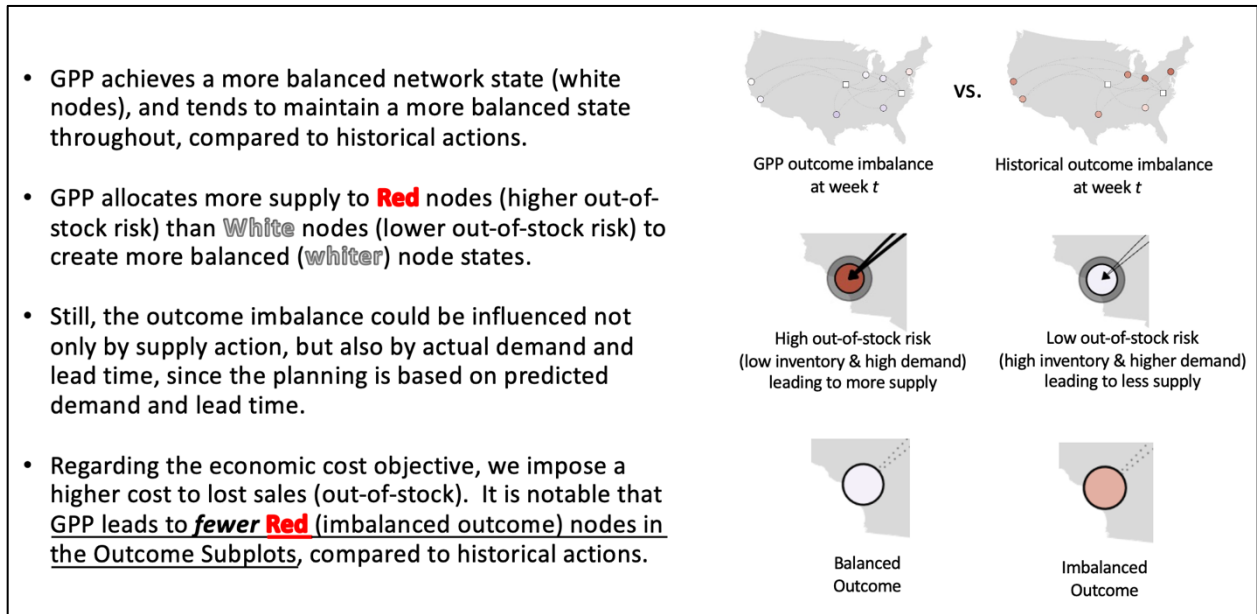 • GPP achieves a more balanced network state (white
nodes), and tends to maintain a more balanced state
throughout, compared to historical actions.
• GPP allocates more supply to Red nodes (higher out-of-
stock risk) than White nodes (lower out-of-stock risk) to
create more balanced (whiter) node states.
• Still, the outcome imbalance could be influenced not
only by supply action, but also by actual demand and
lead time, since the planning is based on predicted
demand and lead time.
• Regarding the economic cost objective, we impose a
higher cost to lost sales (out-of-stock). It is notable that
GPP leads to fewer Red (imbalanced outcome) nodes in
the Outcome Subplots, compared to historical actions.
vs.
GPP outcome imbalance
at week t
Historical outcome imbalance
at week t
High out-of-stock risk
(low inventory & high demand)
leading to more supply
Low out-of-stock risk
(high inventory & higher demand)
leading to less supply
Balanced
Outcome
Imbalanced
Outcome